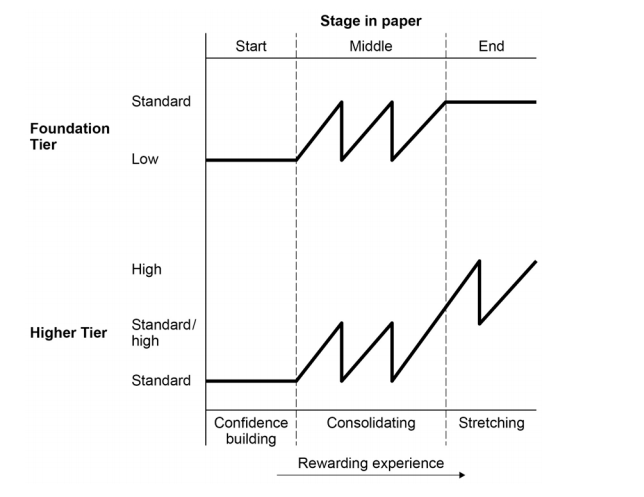 Stage in paper
Start
Middle
End
Foundation
Tier
Standard
Low
High
Higher Tier
Standard/
high
Standard
Confidence
building
Consolidating
Stretching
Rewarding experience